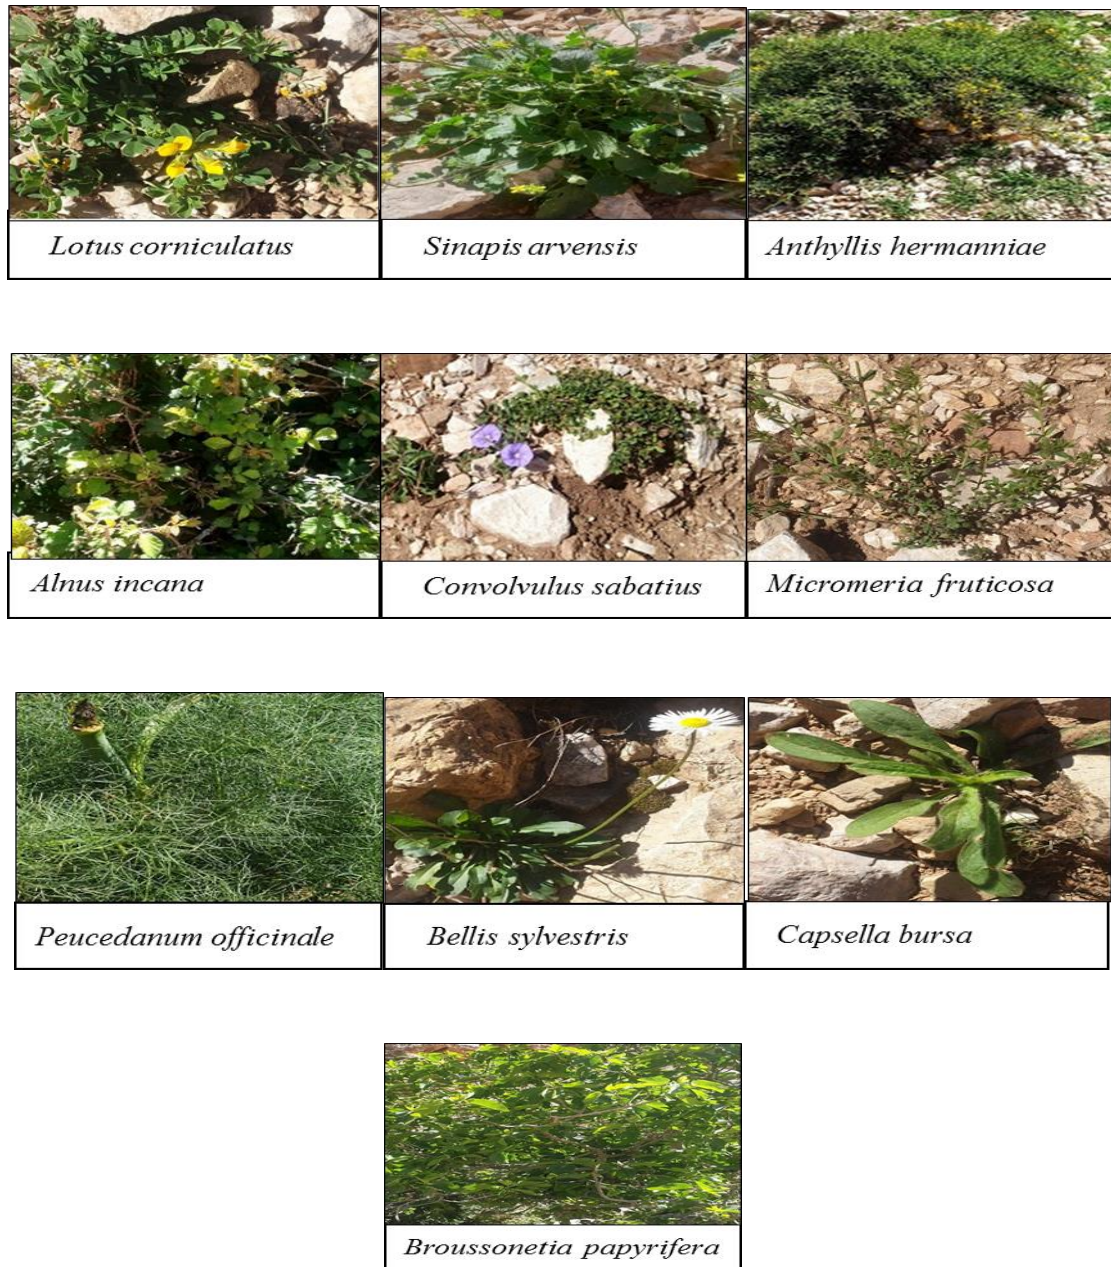 Lotus corniculatus
Sinapis arvensis
Anthyllis hermanniae
Alnus incana
Convolvulus sabatius
Micromeria fruticosa
Peucedanum officinale
Bellis sylvestris
Capsella bursa
Broussonetia papyrifera